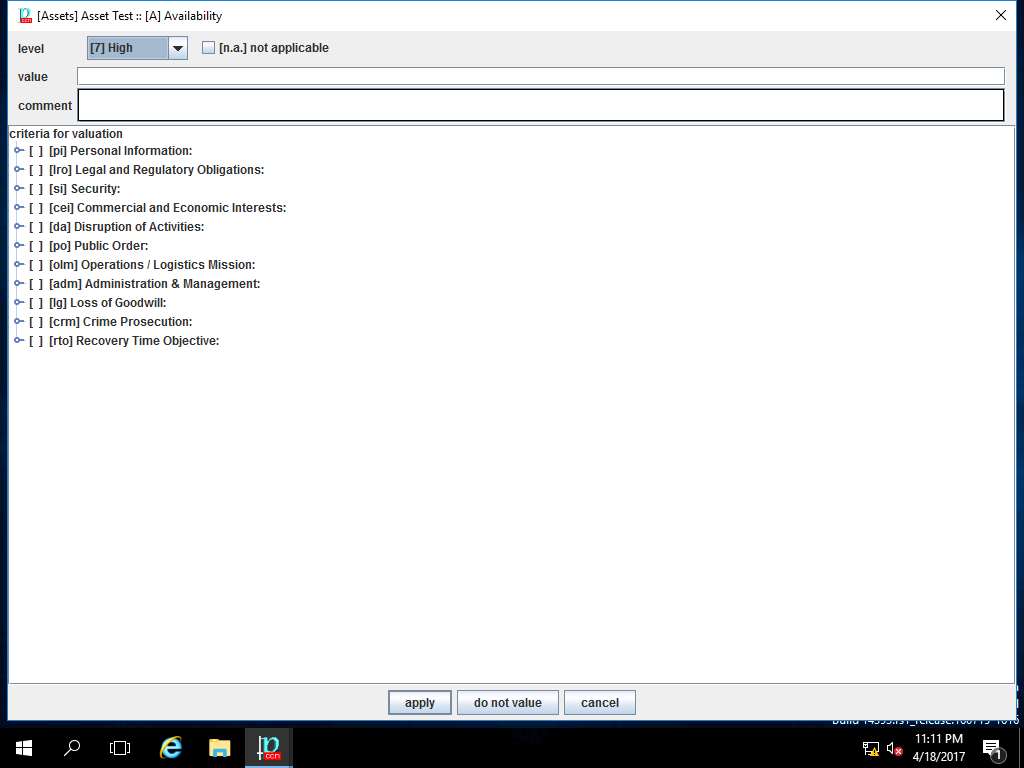 [Assets] Asset Test :: [A] Availability
level [7] High [n.a.] not applicable
value
comment
criteria for valuation
[ ] [pi] Personal Information:
[ ] [lro] Legal and Regulatory Obligations:
[ ] [si] Security:
[ ] [cei] Commercial and Economic Interests:
[ ] [da] Disruption of Activities:
[ ] [po] Public Order:
[ ] [olm] Operations / Logistics Mission:
[ ] [adm] Administration & Management:
[ ] [lg] Loss of Goodwill:
[ ] [crm] Crime Prosecution:
[ ] [rto] Recovery Time Objective:
apply do not value cancel
11:11 PM
4/18/2017
1